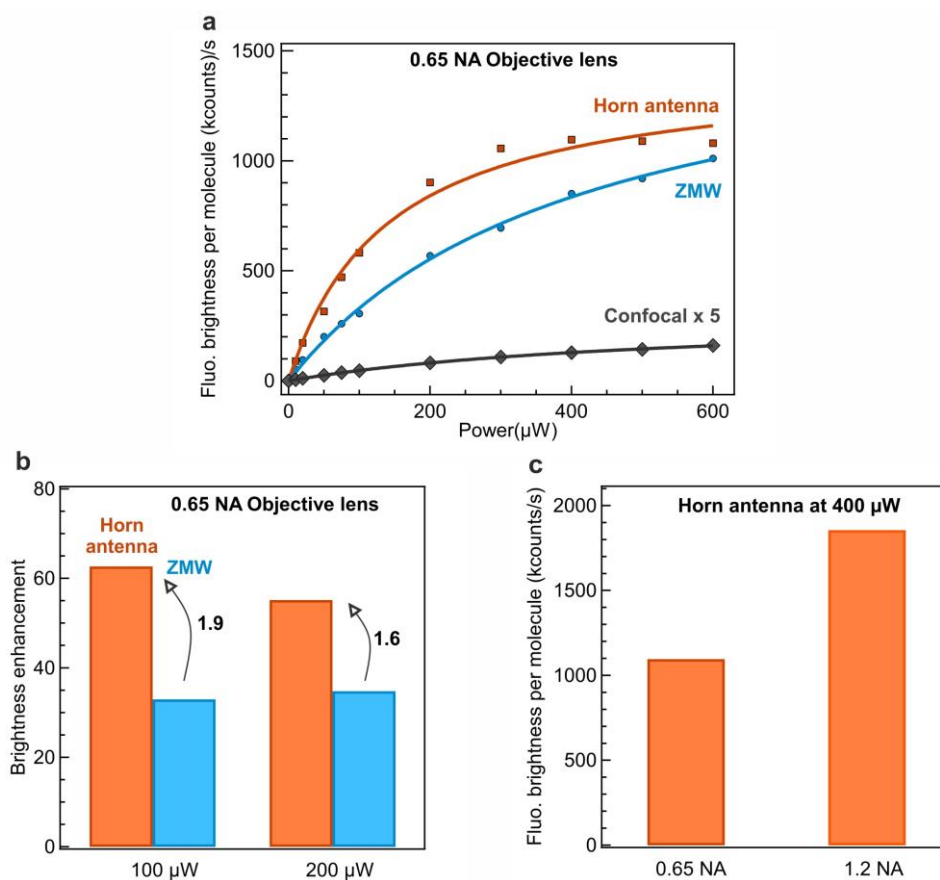 a
0.65 NA Objective lens
Fluo. brightness per molecule (kcounts)/s
1500
1000
500
0
Horn antenna
ZMW
Confocal x 5
0
200
400
600
Power(µW)
b
0.65 NA Objective lens
Brightness enhancement
80
60
40
20
0
Horn
antenna
ZMW
1.9
1.6
100 µW
200 µW
c
Horn antenna at 400 µW
Fluo. brightness per molecule (kcounts/s)
2000
1500
1000
500
0
0.65 NA
1.2 NA